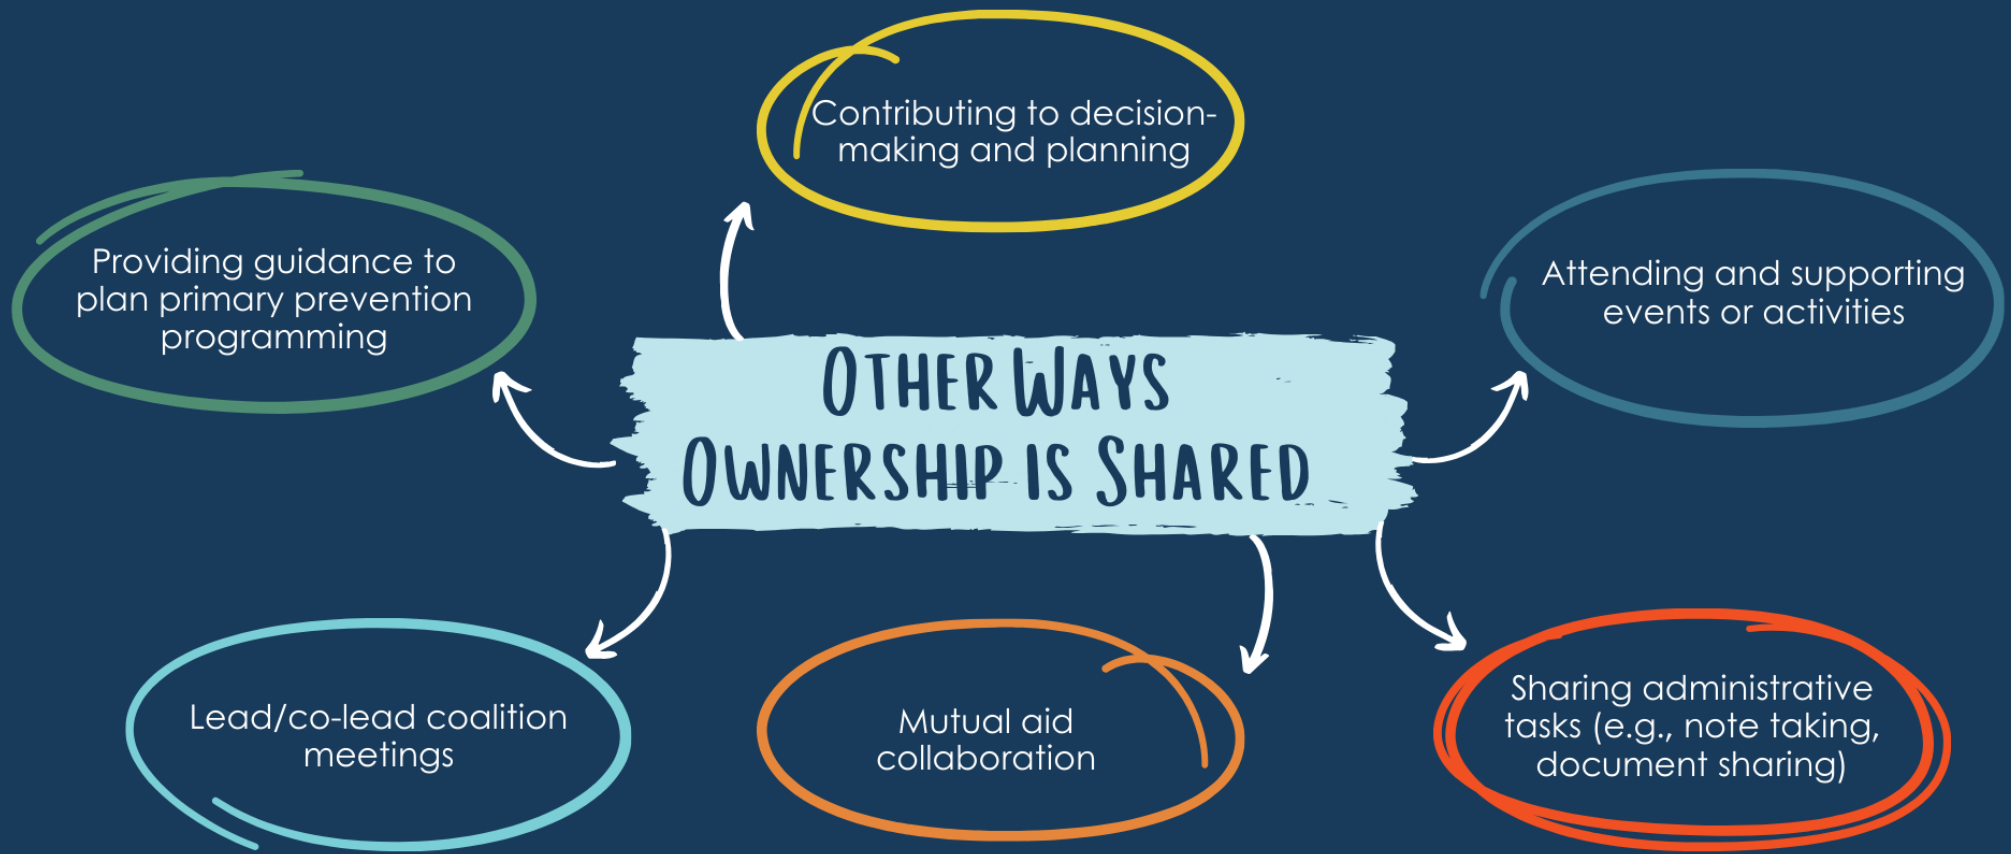 Contributing to decision-
making and planning
Providing guidance to
plan primary prevention
programming
Attending and supporting
events or activities
OTHER WAYS
OWNERSHIP IS SHARED
Lead/co-lead coalition
meetings
Mutual aid
collaboration
Sharing administrative
tasks (e.g., note taking,
document sharing)